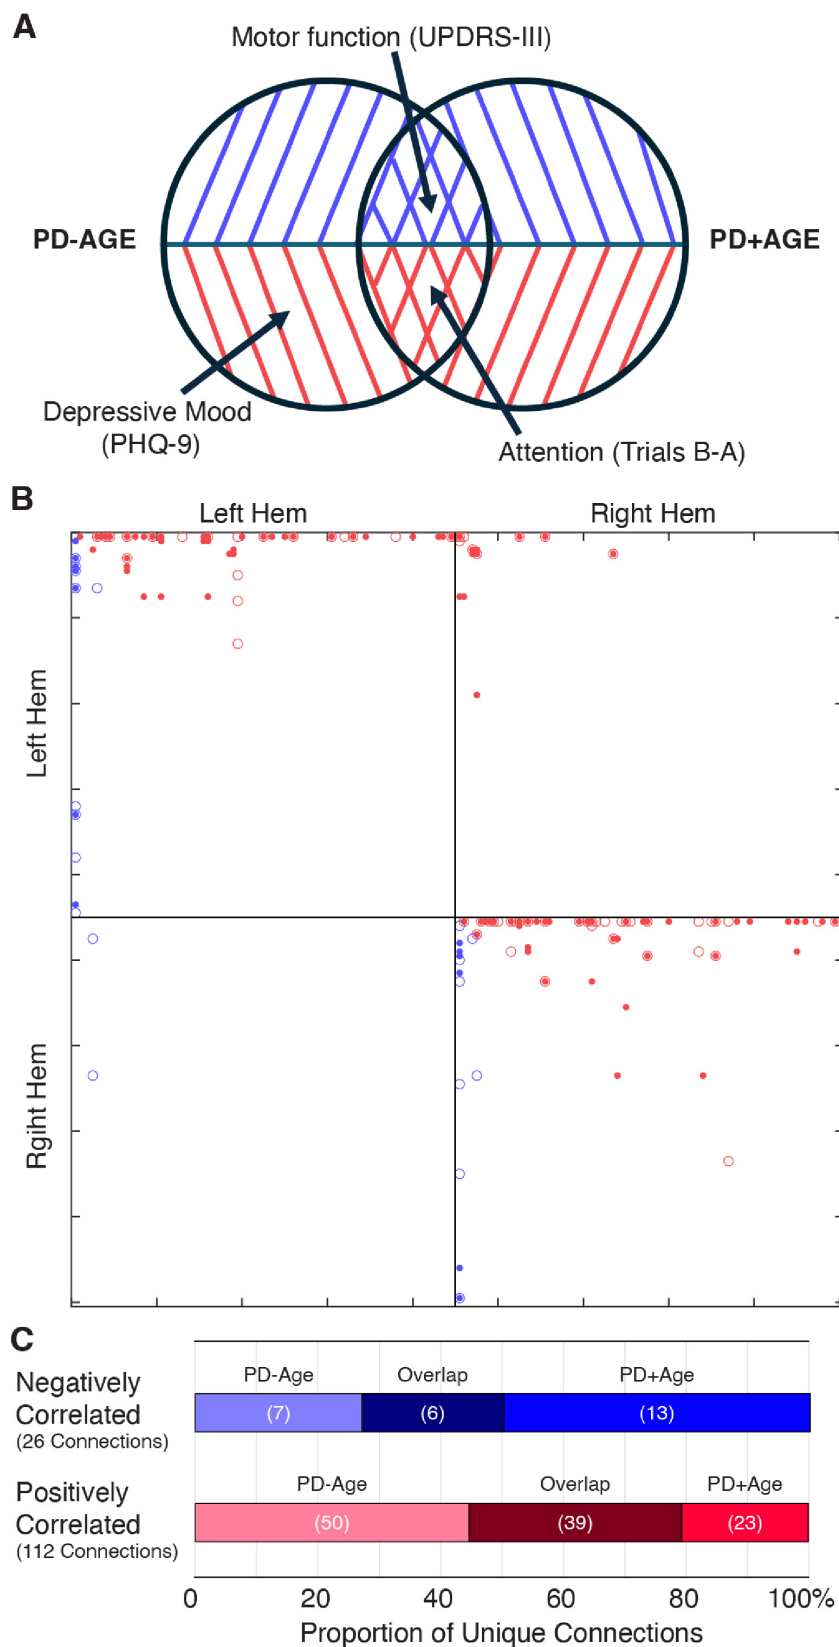 A
Motor function (UPDRS-III)
PD-AGE
PD+AGE
Depressive Mood
(PHQ-9)
Attention (Trials B-A)
B
Left Hem
Right Hem
Left Hem
Rgiht Hem
C
PD-Age
Overlap
PD+Age
Negatively
Correlated
(26 Connections)
(7)
(6)
(13)
PD-Age
Overlap
PD+Age
Positively
Correlated
(112 Connections)
(50)
(39)
(23)
0 20 40 60 80 100%
Proportion of Unique Connections